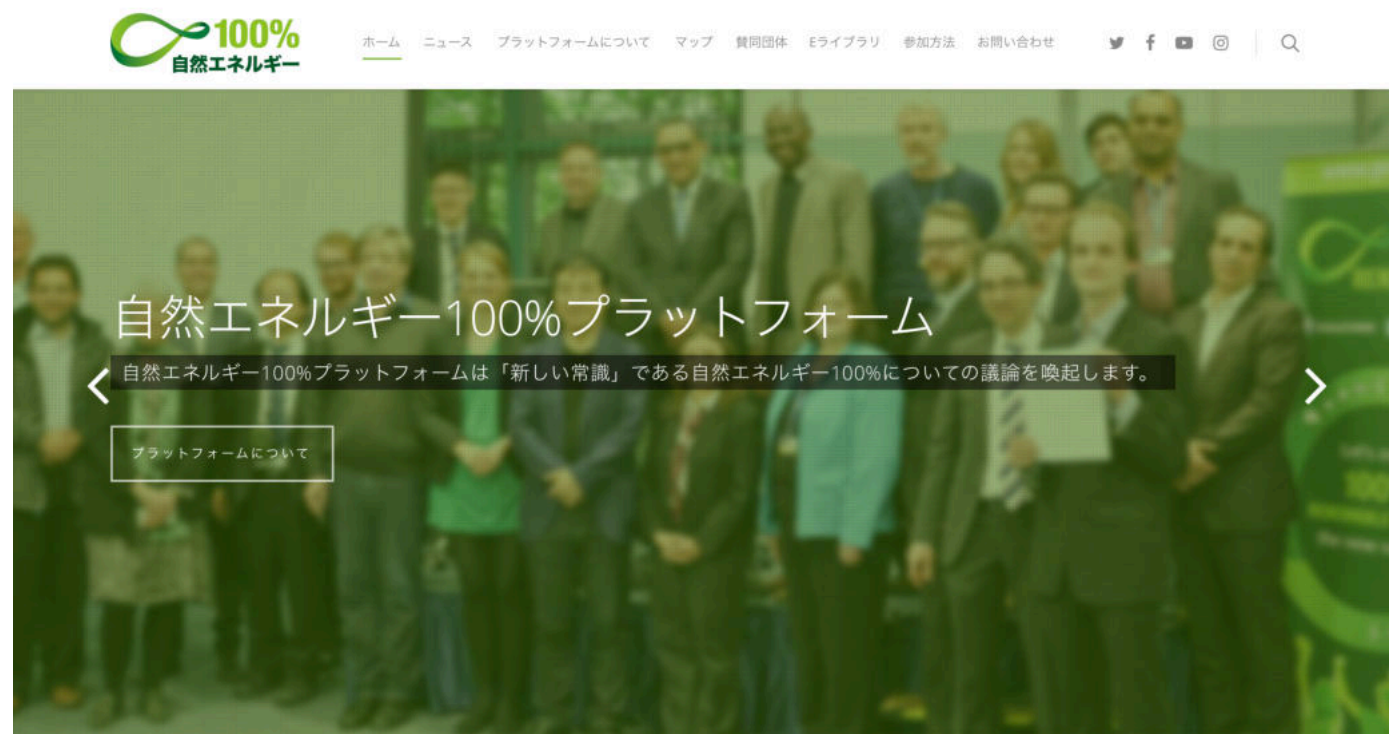 100%
自然エネルギー
ホーム ニュース プラットフォームについて マップ 賛同団体 Eライブラリ 参加方法 お問い合わせ
自然エネルギー100%プラットフォーム
自然エネルギー100%プラットフォームは「新しい常識」である自然エネルギー100%についての議論を喚起します。
プラットフォームについて
100